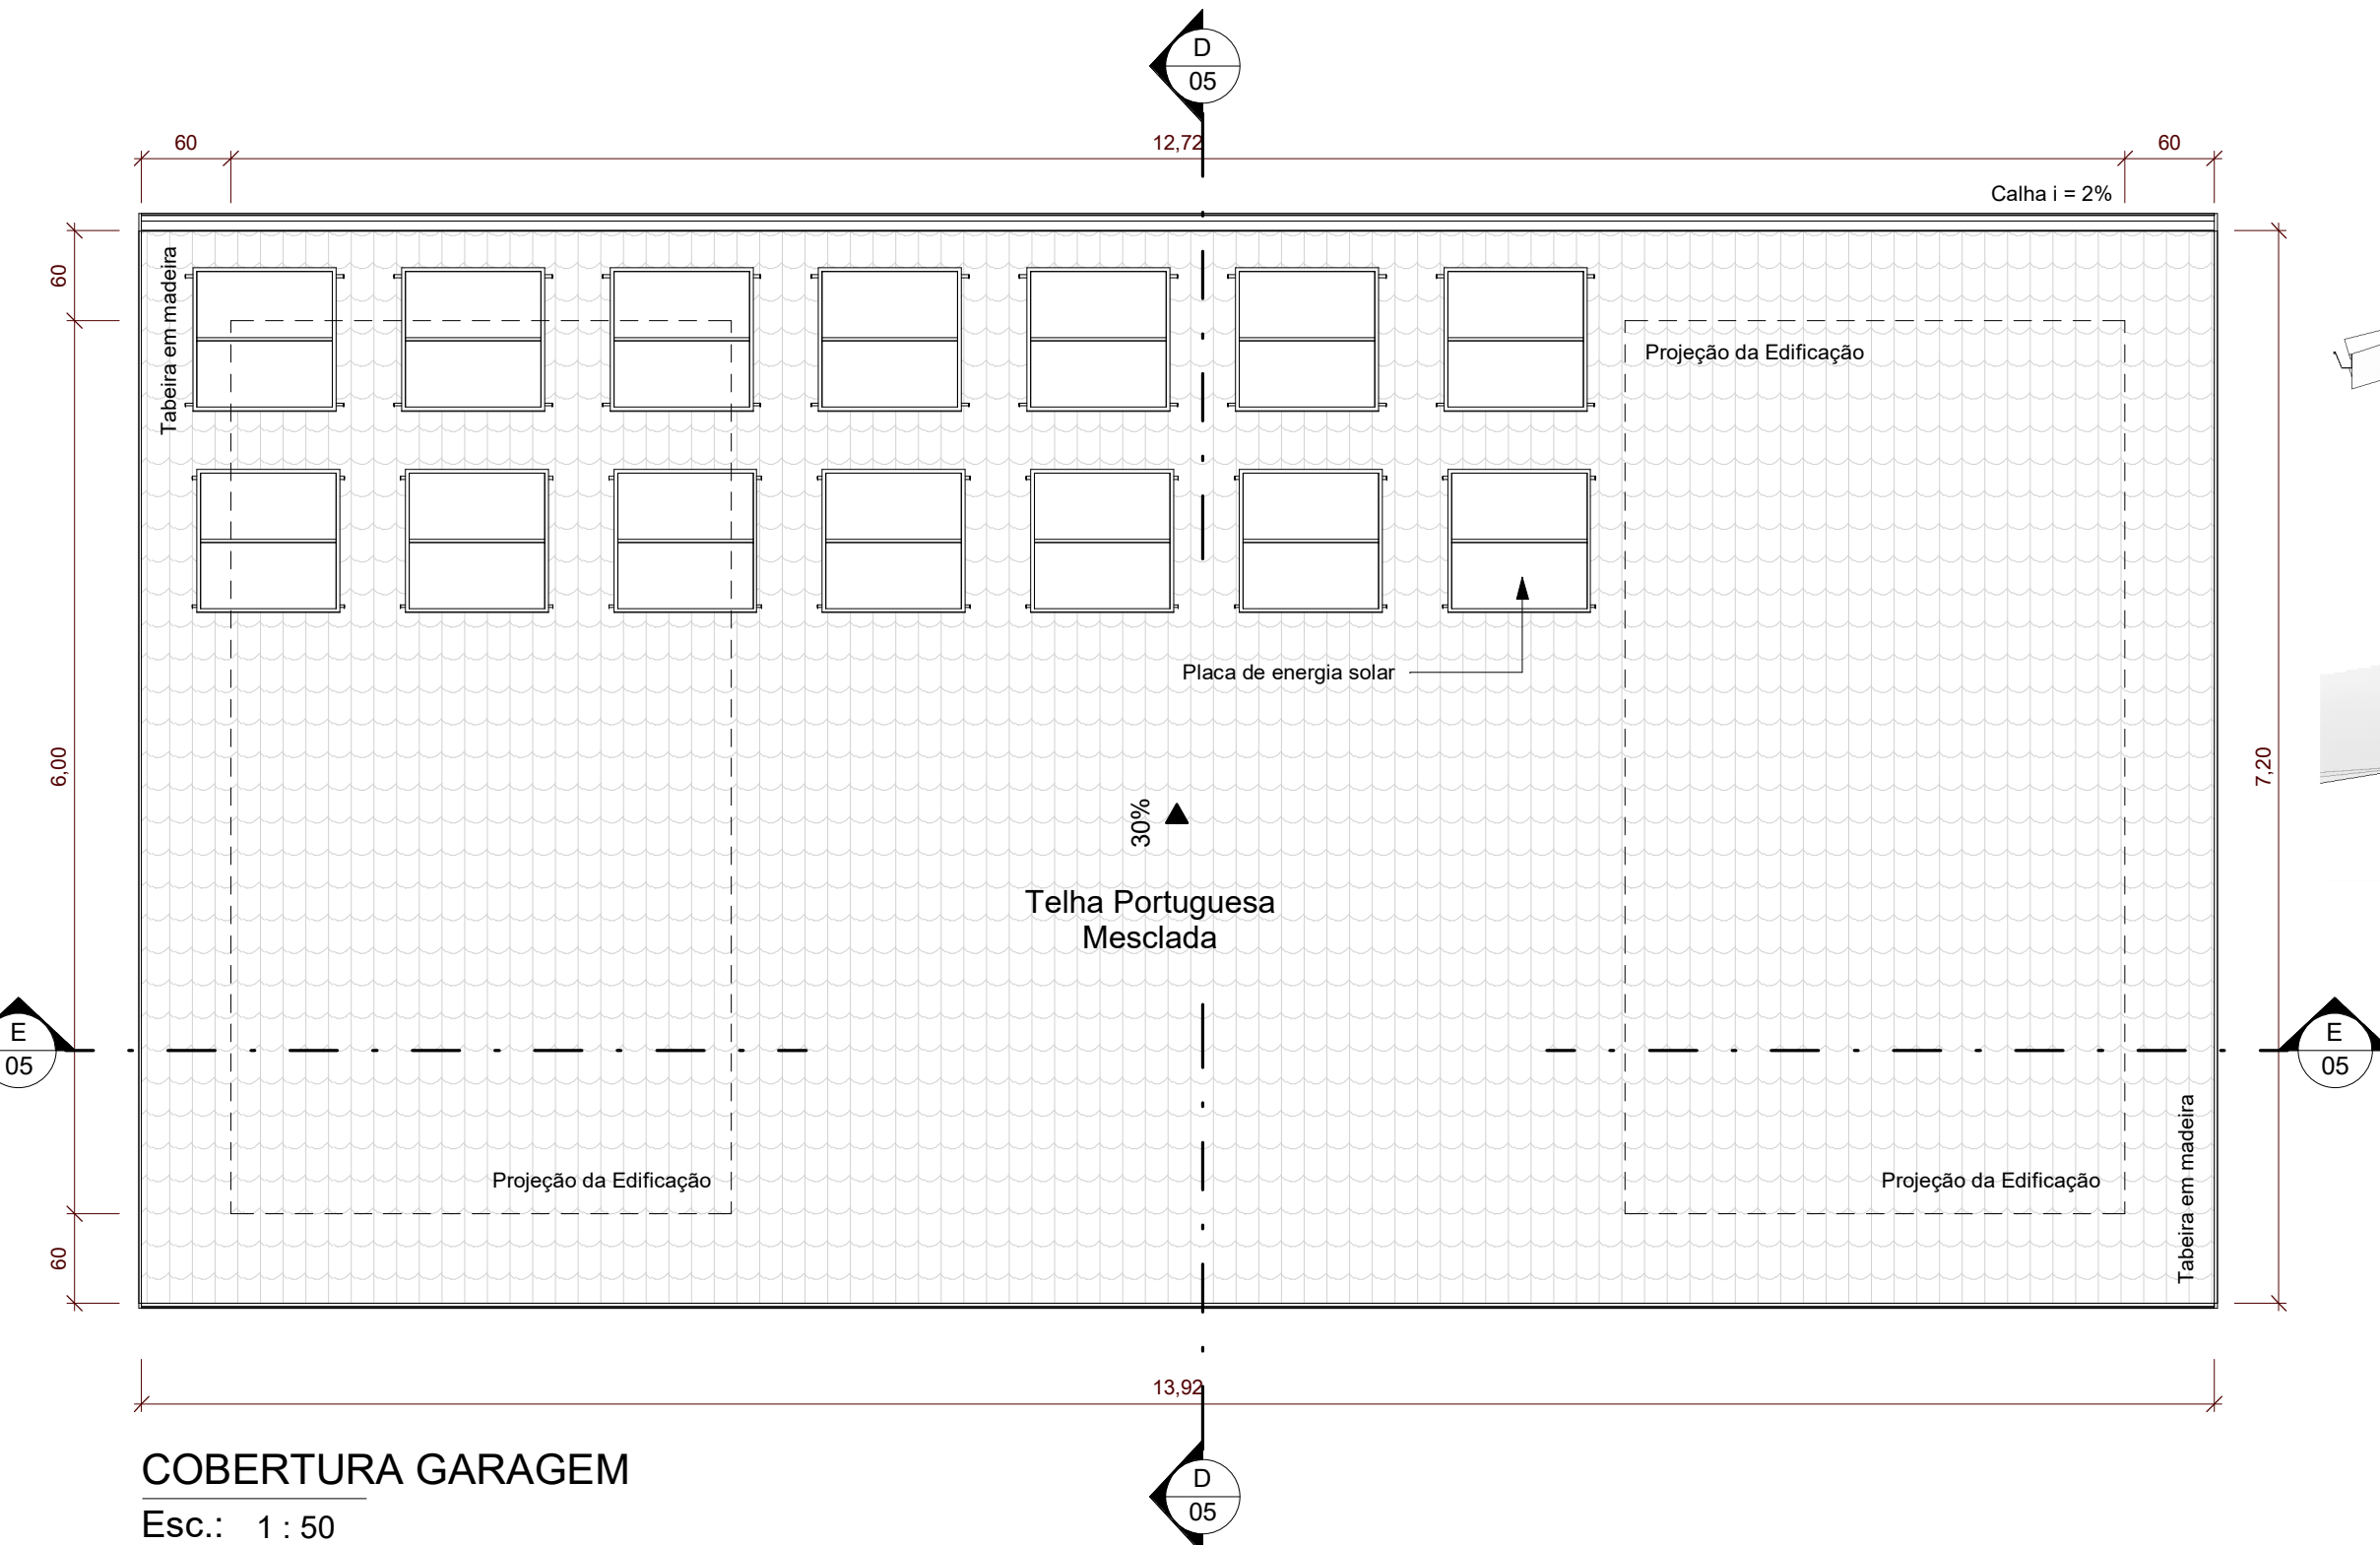 D
05
60
12,72
60
Calha i = 2%
60
Tabeira em madeira
Projeção da Edificação
Placa de energia solar
6,00
7,20
30%
Telha Portuguesa
Mesclada
E
05
E
05
Projeção da Edificação
Projeção da Edificação
Tabeira em madeira
60
13,92
COBERTURA GARAGEM
Esc.: 1 : 50
D
05